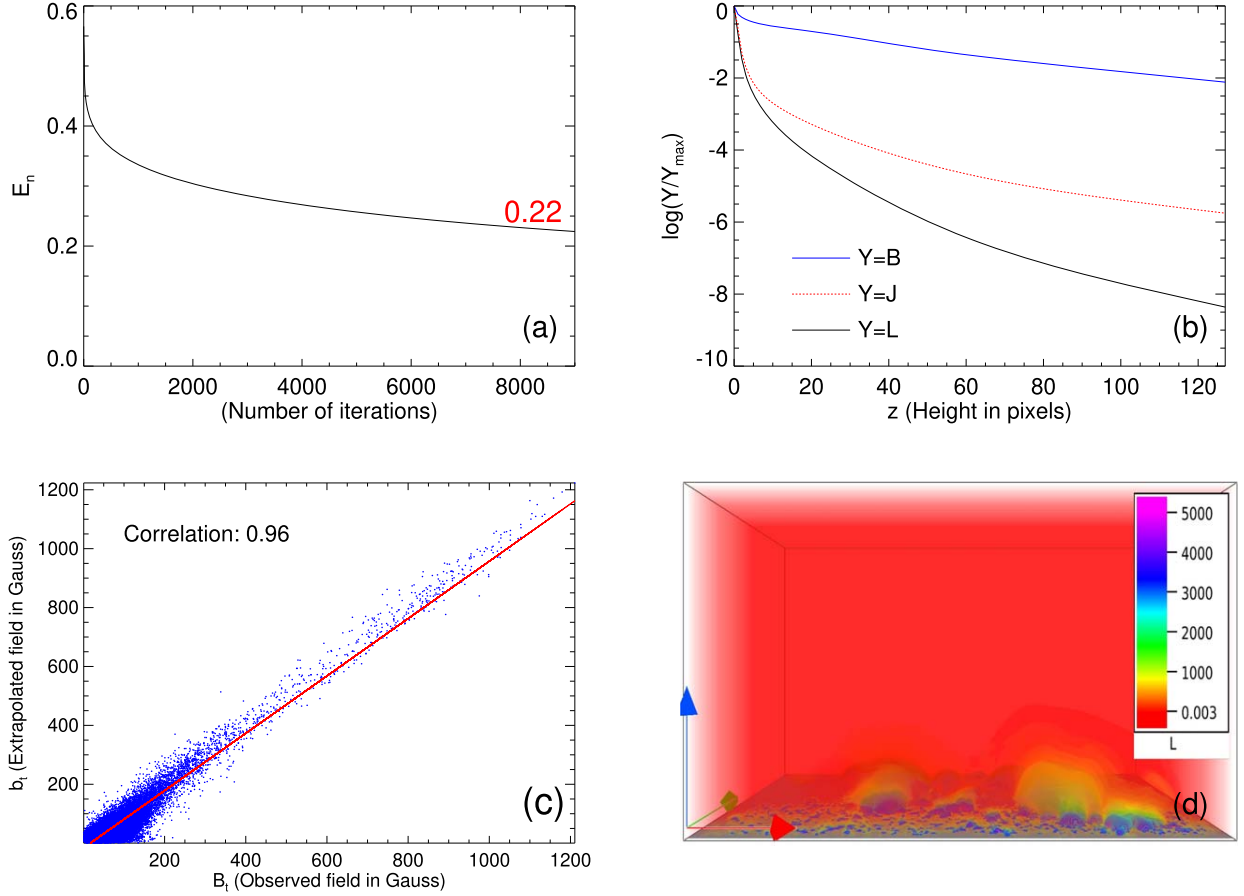 0.6
0.4
0.2
0.0
E_n
0.22
(a)
0 2000 4000 6000 8000
(Number of iterations)
0
-2
-4
-6
-8
-10
log(Y/Y_max)
Y=B
Y=J
Y=L
(b)
0 20 40 60 80 100 120
z (Height in pixels)
1200
1000
800
600
400
200
b_t (Extrapolated field in Gauss)
Correlation: 0.96
(c)
200 400 600 800 1000 1200
B_t (Observed field in Gauss)
5000
4000
3000
2000
1000
0.003
L
(d)